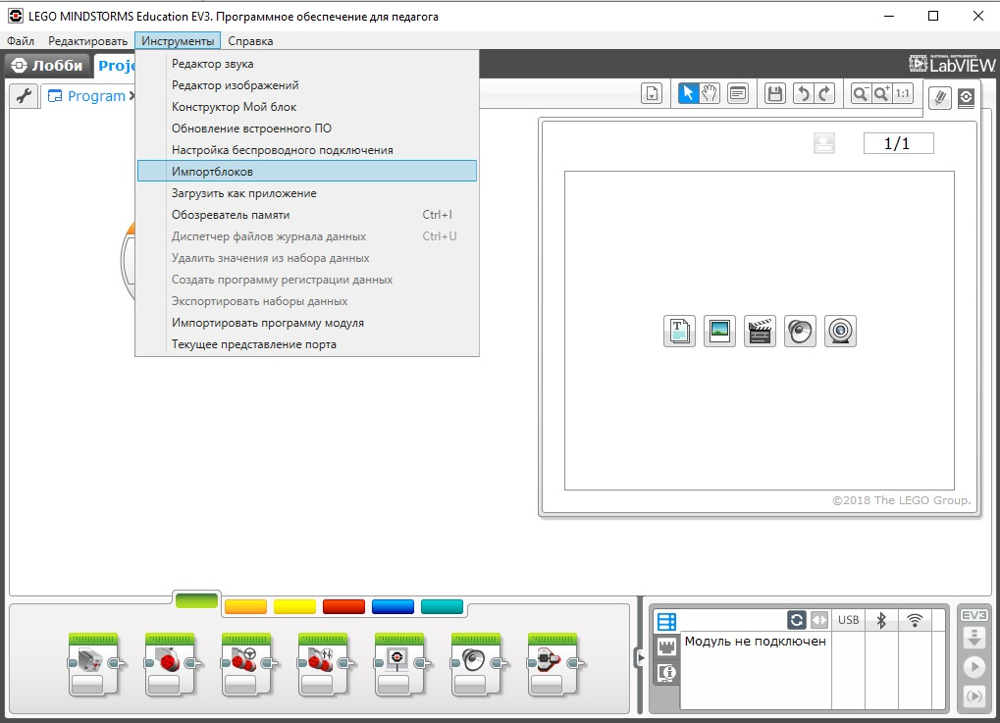 LEGO MINDSTORMS Education EV3. Программное обеспечение для педагога
Файл Редактировать Инструменты Справка
Лобби Proje
NATIONAL INSTRUMENTS
LabVIEW
Program
Редактор звука
Редактор изображений
Конструктор Мой блок
Обновление встроенного ПО
Настройка беспроводного подключения
Импортблоков
Загрузить как приложение
Обозреватель памяти Ctrl+I
Диспетчер файлов журнала данных Ctrl+U
Удалить значения из набора данных
Создать программу регистрации данных
Экспортировать наборы данных
Импортировать программу модуля
Текущее представление порта
1:1
1/1
T
©2018 The LEGO Group.
USB
Модуль не подключен
EV3